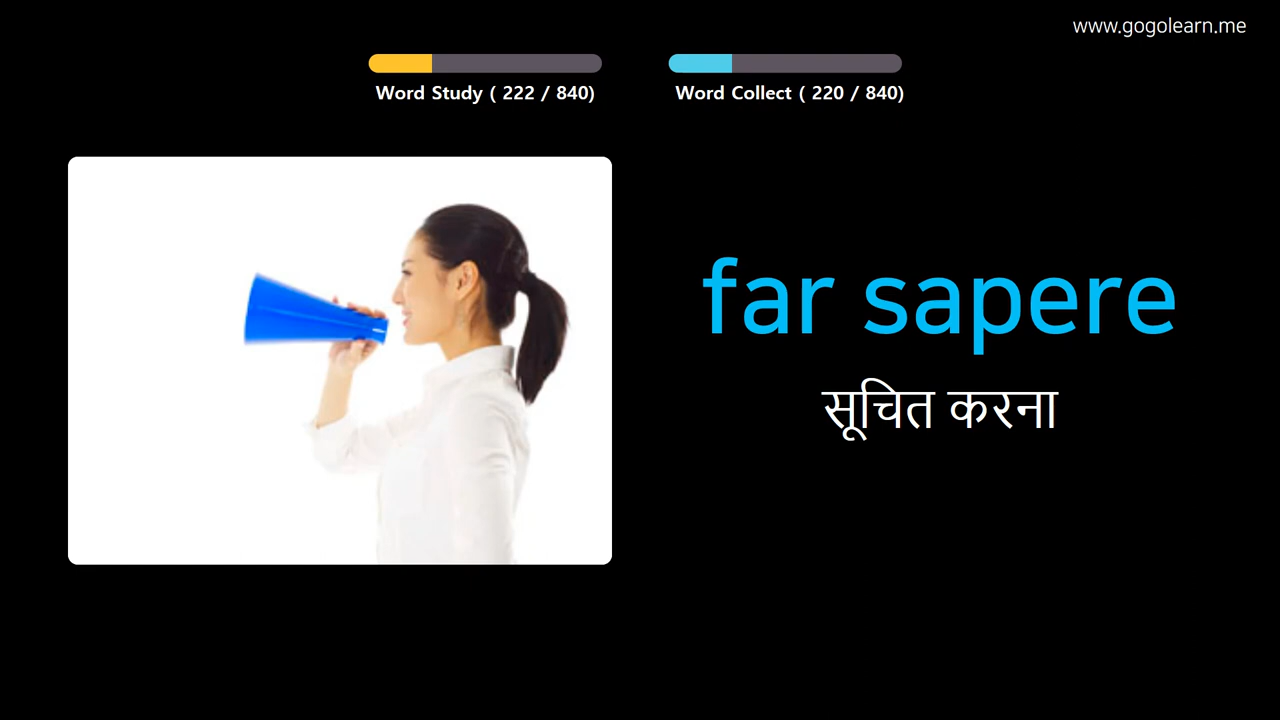 www.gogolearn.me
Word Study ( 222 / 840)
Word Collect ( 220 / 840)
far sapere
सूचित करना